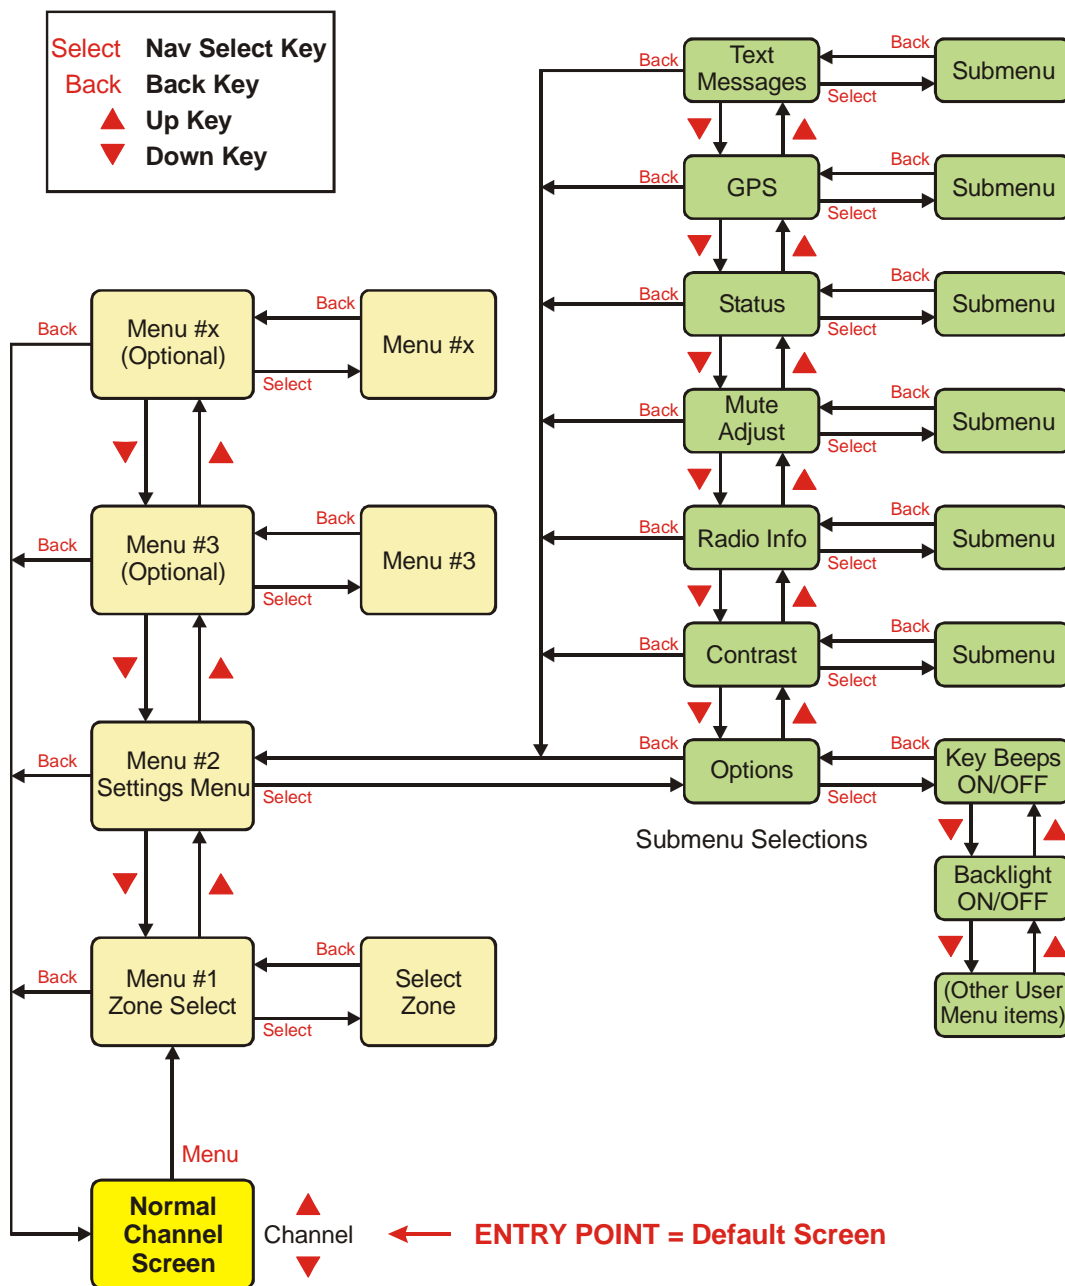 Select Nav Select Key
Back Back Key
Up Key
Down Key
Text
Messages
Back
Back
Select
Submenu
GPS
Back
Back
Select
Submenu
Status
Back
Back
Select
Submenu
Mute
Adjust
Back
Back
Select
Submenu
Radio Info
Back
Back
Select
Submenu
Contrast
Back
Back
Select
Submenu
Options
Back
Back
Select
Key Beeps
ON/OFF
Backlight
ON/OFF
(Other User
Menu items)
Submenu Selections
Back
Menu #x
(Optional)
Back
Select
Menu #x
Back
Menu #3
(Optional)
Back
Select
Menu #3
Back
Menu #2
Settings Menu
Select
Back
Menu #1
Zone Select
Back
Select
Select
Zone
Menu
Normal
Channel
Screen
Channel
ENTRY POINT = Default Screen